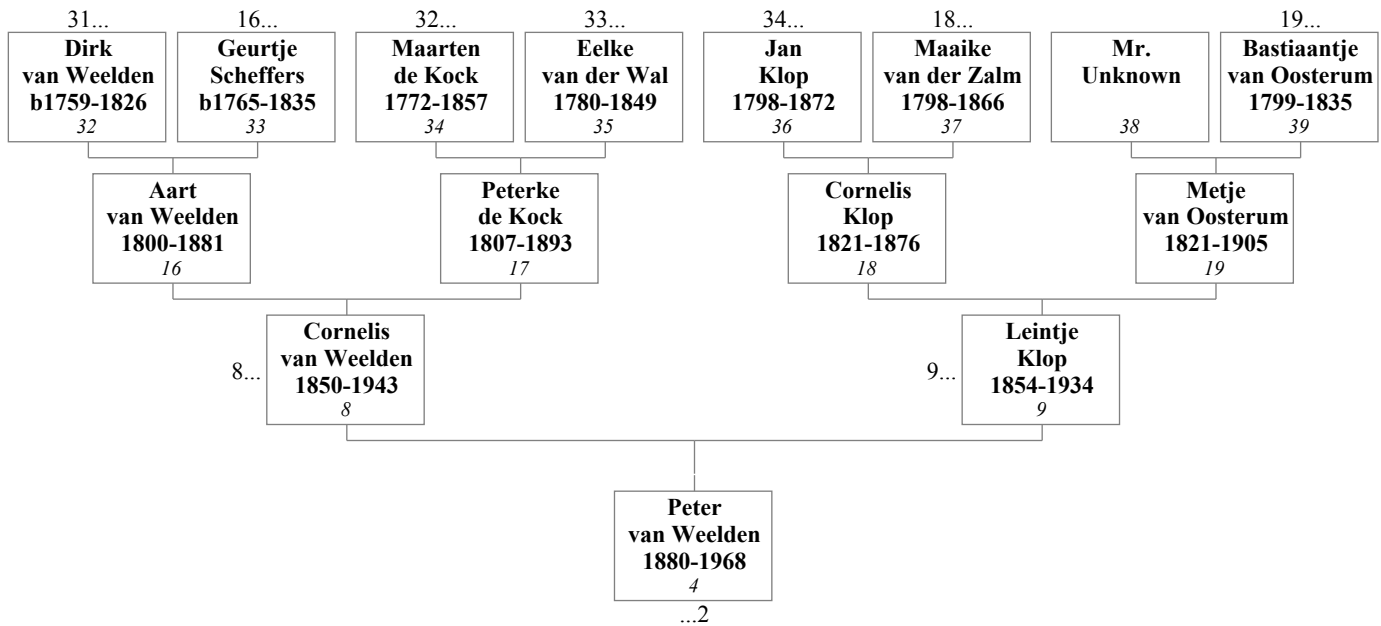 31...
16...
32...
33...
34...
18...
19...
Dirk
van Weelden
b1759-1826
32
Geurtje
Scheffers
b1765-1835
33
Maarten
de Kock
1772-1857
34
Eelke
van der Wal
1780-1849
35
Jan
Klop
1798-1872
36
Maaike
van der Zalm
1798-1866
37
Mr.
Unknown
38
Bastiaantje
van Oosterum
1799-1835
39
Aart
van Weelden
1800-1881
16
Peterke
de Kock
1807-1893
17
Cornelis
Klop
1821-1876
18
Metje
van Oosterum
1821-1905
19
8...
Cornelis
van Weelden
1850-1943
8
9...
Leintje
Klop
1854-1934
9
Peter
van Weelden
1880-1968
4
...2